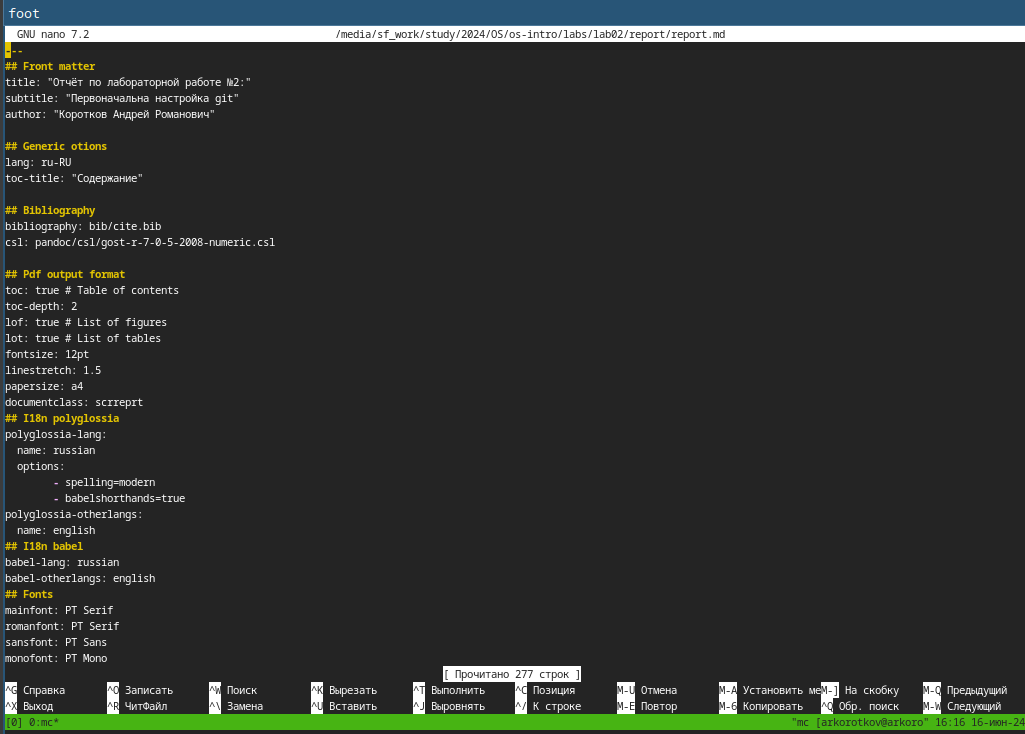 foot
GNU nano 7.2 /media/sf_work/study/2024/OS/os-intro/labs/lab02/report/report.md
---
## Front matter
title: "Отчёт по лабораторной работе №2:"
subtitle: "Первоначальна настройка git"
author: "Коротков Андрей Романович"
## Generic otions
lang: ru-RU
toc-title: "Содержание"
## Bibliography
bibliography: bib/cite.bib
csl: pandoc/csl/gost-r-7-0-5-2008-numeric.csl
## Pdf output format
toc: true # Table of contents
toc-depth: 2
lof: true # List of figures
lot: true # List of tables
fontsize: 12pt
linestretch: 1.5
papersize: a4
documentclass: scrreprt
## I18n polyglossia
polyglossia-lang:
  name: russian
  options:
        - spelling=modern
        - babelshorthands=true
polyglossia-otherlangs:
  name: english
## I18n babel
babel-lang: russian
babel-otherlangs: english
## Fonts
mainfont: PT Serif
romanfont: PT Serif
sansfont: PT Sans
monofont: PT Mono
[ Прочитано 277 строк ]
^G Справка ^O Записать ^W Поиск ^K Вырезать ^T Выполнить ^C Позиция M-U Отмена M-A Установить меM-] На скобку M-Q Предыдущий
^X Выход ^R ЧитФайл ^\ Замена ^U Вставить ^J Выровнять ^/ К строке M-E Повтор M-6 Копировать ^Q Обр. поиск M-W Следующий
[0] 0:mc* "mc [arkorotkov@arkoro" 16:16 16-июн-24